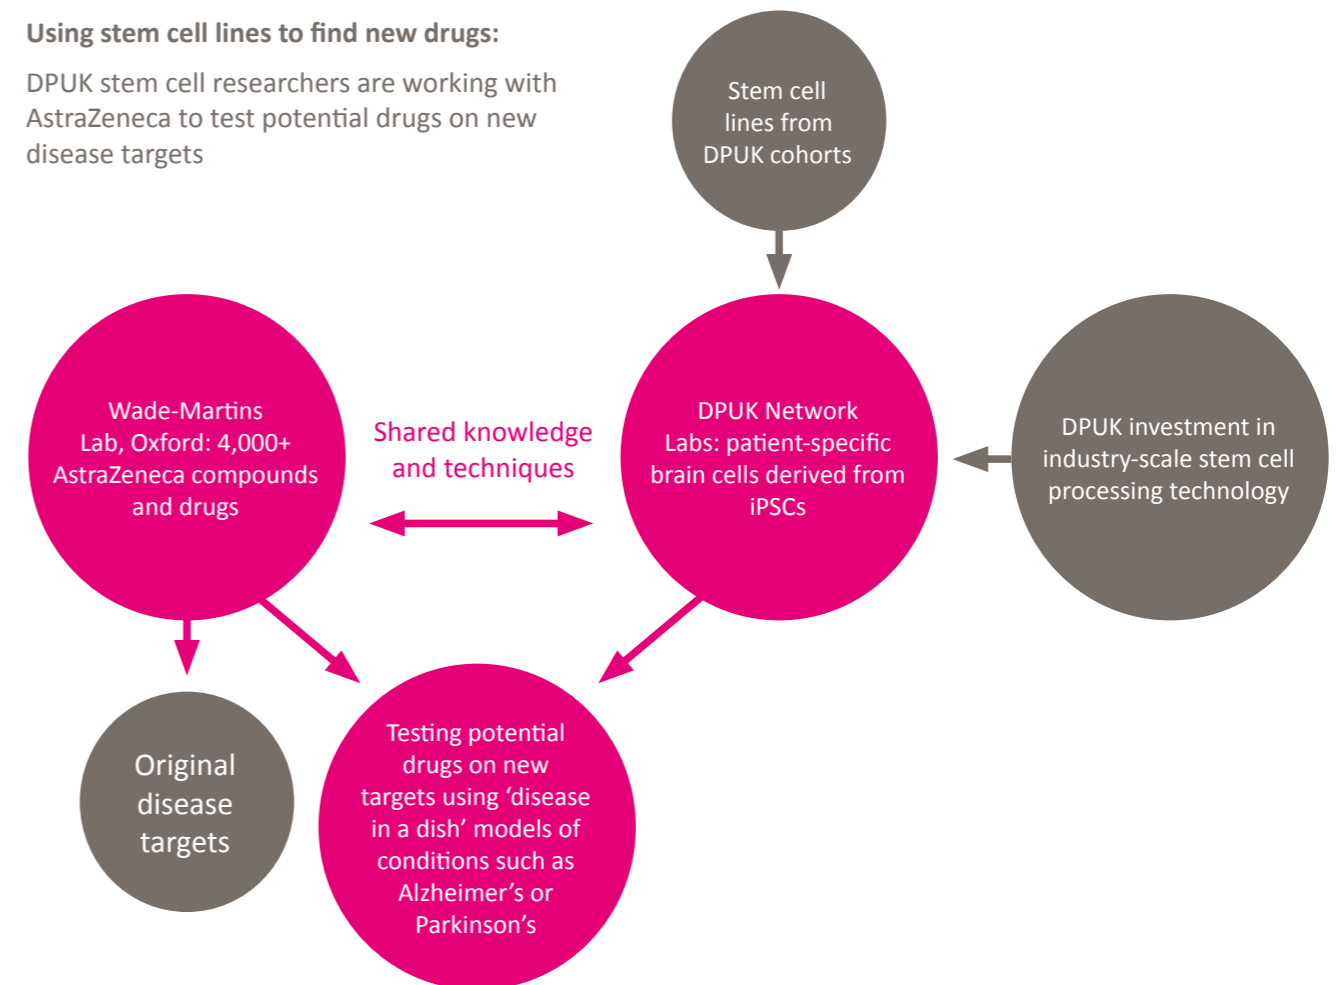 Using stem cell lines to find new drugs:
DPUK stem cell researchers are working with
AstraZeneca to test potential drugs on new
disease targets
Stem cell
lines from
DPUK cohorts
Wade-Martins
Lab, Oxford: 4,000+
AstraZeneca compounds
and drugs
Shared knowledge
and techniques
DPUK Network
Labs: patient-specific
brain cells derived from
iPSCs
DPUK investment in
industry-scale stem cell
processing technology
Original
disease
targets
Testing potential
drugs on new
targets using ‘disease
in a dish’ models of
conditions such as
Alzheimer’s or
Parkinson’s